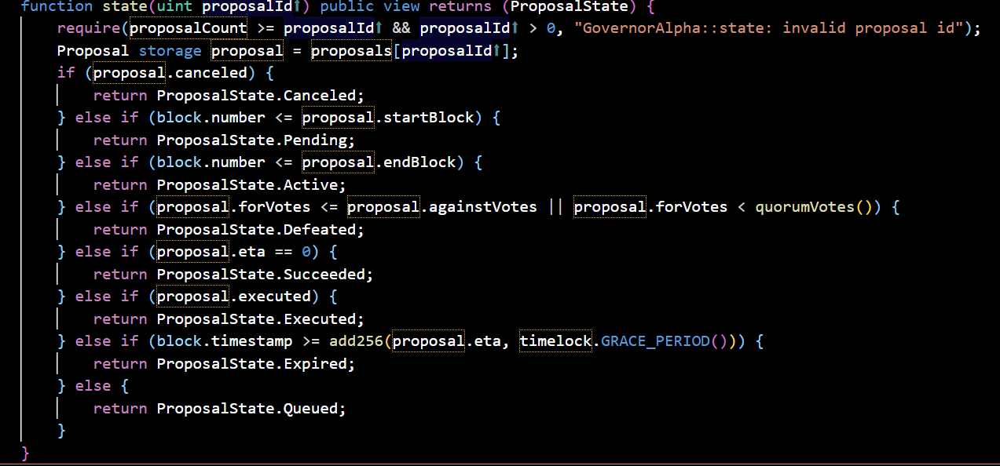 function state(uint proposalId⬆) public view returns (ProposalState) {
require(proposalCount >= proposalId⬆ && proposalId⬆ > 0, "GovernorAlpha::state: invalid proposal id");
Proposal storage proposal = proposals[proposalId⬆];
if (proposal.canceled) {
return ProposalState.Canceled;
} else if (block.number <= proposal.startBlock) {
return ProposalState.Pending;
} else if (block.number <= proposal.endBlock) {
return ProposalState.Active;
} else if (proposal.forVotes <= proposal.againstVotes || proposal.forVotes < quorumVotes()) {
return ProposalState.Defeated;
} else if (proposal.eta == 0) {
return ProposalState.Succeeded;
} else if (proposal.executed) {
return ProposalState.Executed;
} else if (block.timestamp >= add256(proposal.eta, timelock.GRACE_PERIOD())) {
return ProposalState.Expired;
} else {
return ProposalState.Queued;
}
}